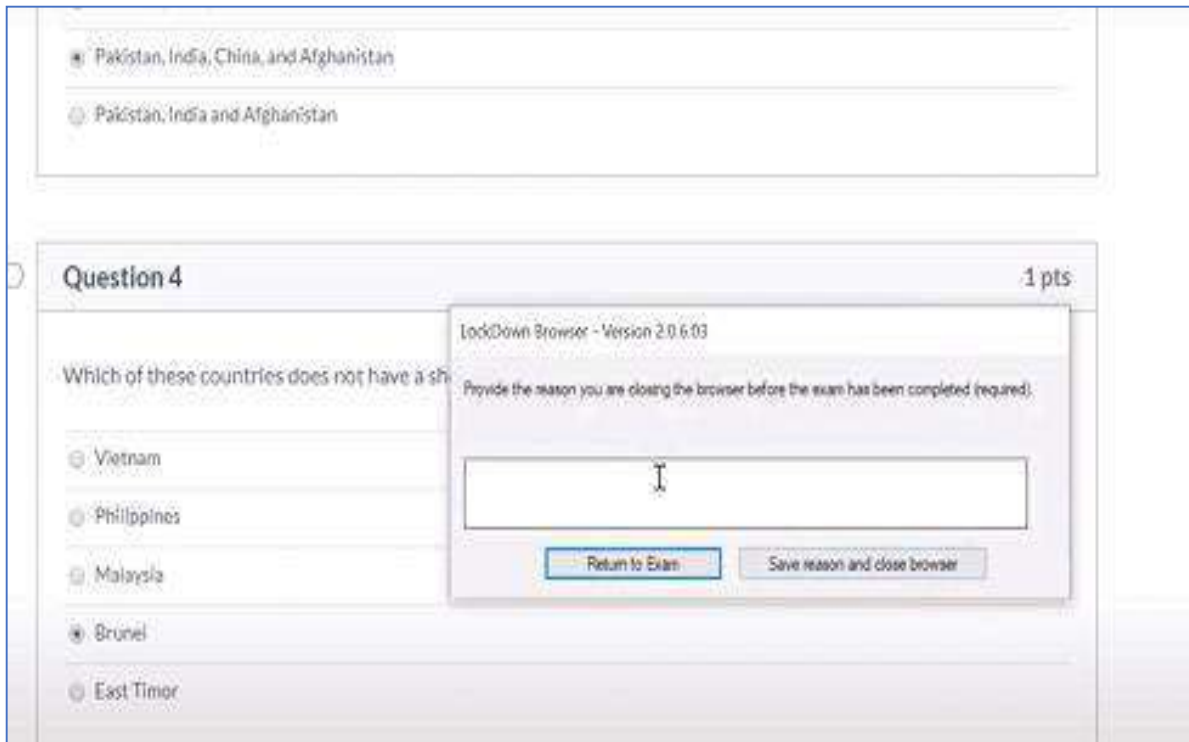 Pakistan, India, China, and Afghanistan
Pakistan, India and Afghanistan
Question 4
1 pts
Which of these countries does not have a sh
Vietnam
Philippines
Malaysia
Brunei
East Timor
LockDown Browser - Version 2.0.6.03
Provide the reason you are closing the browser before the exam has been completed (required).
Return to Exam
Save reason and close browser